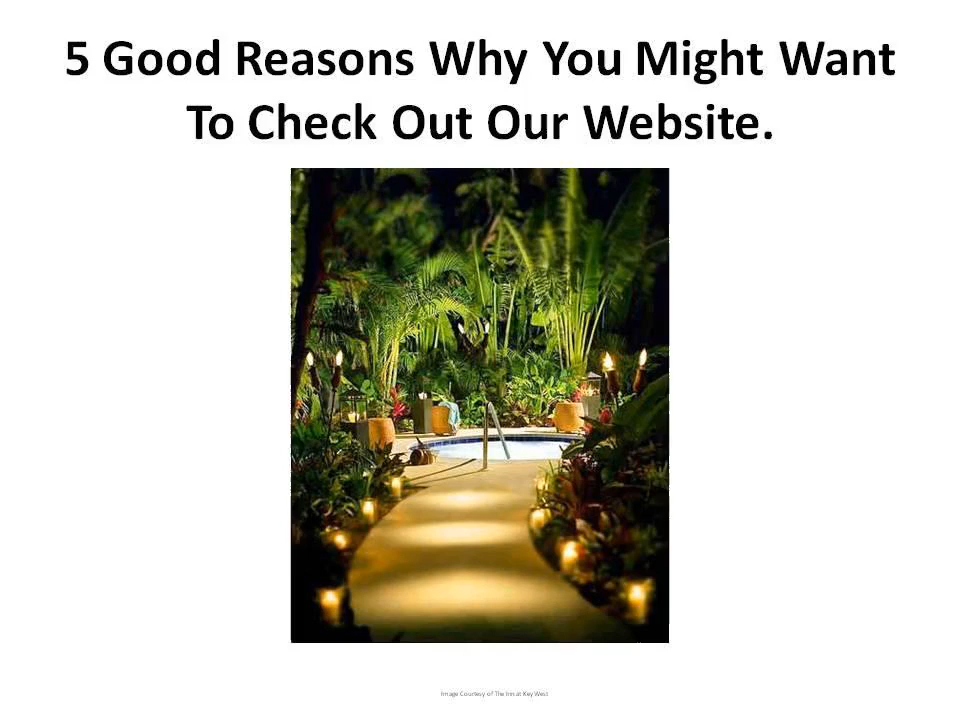 5 Good Reasons Why You Might Want
To Check Out Our Website.
Image Courtesy of The Inn at Key West